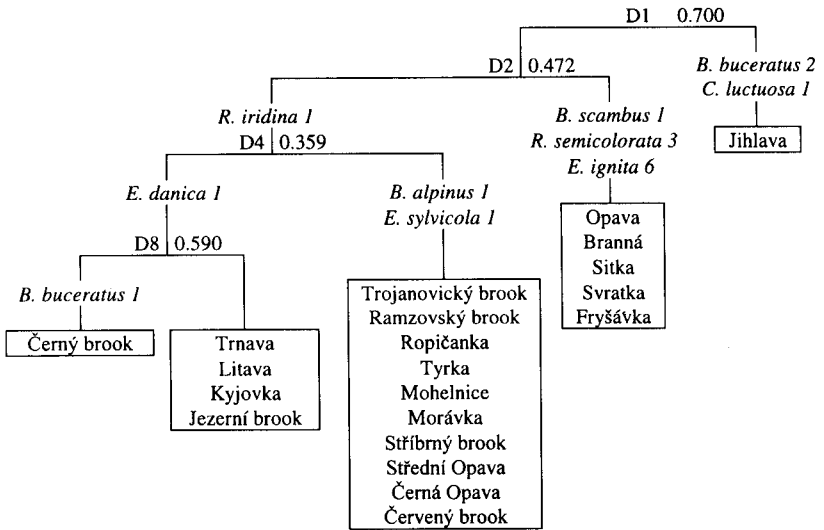 D1 0.700
D2 0.472
B. buceratus 2
C. luctuosa 1
Jihlava
R. iridina 1
D4 0.359
B. scambus 1
R. semicolorata 3
E. ignita 6
Opava
Branná
Sitka
Svratka
Fryšávka
E. danica 1
D8 0.590
B. alpinus 1
E. sylvicola 1
B. buceratus 1
Černý brook
Trnava
Litava
Kyjovka
Jezerní brook
Trojanovický brook
Ramzovský brook
Ropičanka
Tyrka
Mohelnice
Morávka
Stříbrný brook
Střední Opava
Černá Opava
Červený brook